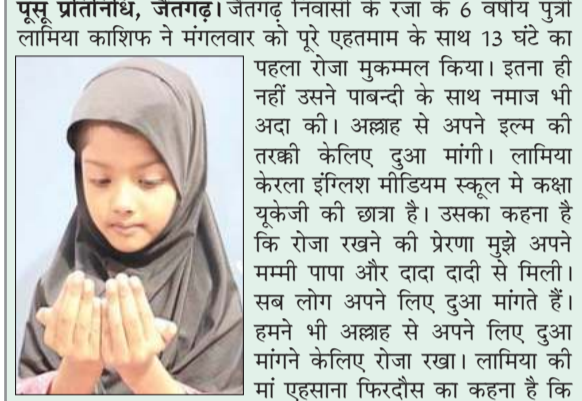 पूसू प्रतिनिधि, जैंतगढ़। जैंतगढ़ निवासी के रजा के 6 वर्षीय पुत्री
लामिया काशिफ ने मंगलवार को पूरे एहतमाम के साथ 13 घंटे का
पहला रोजा मुकम्मल किया। इतना ही
नहीं उसने पाबन्दी के साथ नमाज भी
अदा की। अल्लाह से अपने इल्म की
तरक्की केलिए दुआ मांगी। लामिया
केरला इंग्लिश मीडियम स्कूल मे कक्षा
यूकेजी की छात्रा है। उसका कहना है
कि रोजा रखने की प्रेरणा मुझे अपने
मम्मी पापा और दादा दादी से मिली।
सब लोग अपने लिए दुआ मांगते हैं।
हमने भी अल्लाह से अपने लिए दुआ
मांगने केलिए रोजा रखा। लामिया की
मां एहसाना फिरदौस का कहना है कि